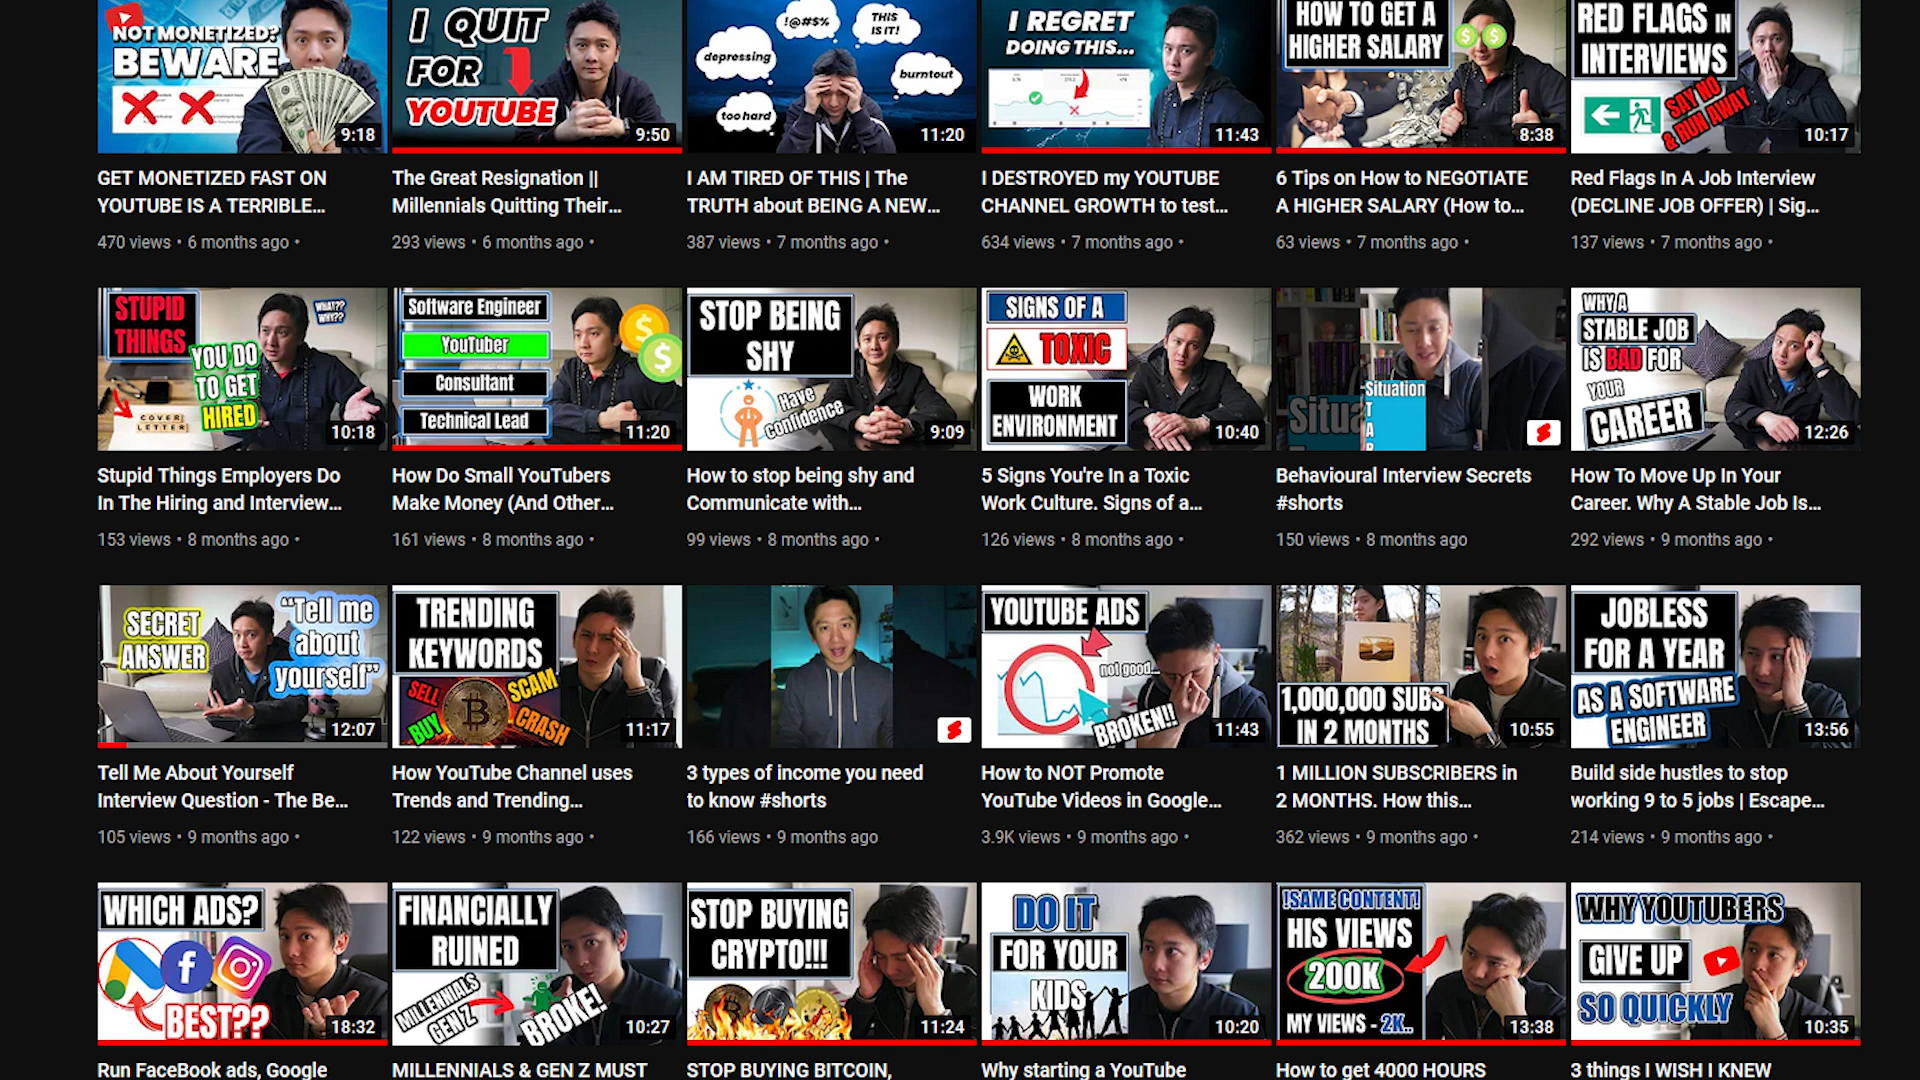 NOT MONETIZED?
BEWARE
9:18
GET MONETIZED FAST ON
YOUTUBE IS A TERRIBLE...
470 views • 6 months ago •
I QUIT
FOR
YOUTUBE
9:50
The Great Resignation ||
Millennials Quitting Their...
293 views • 6 months ago •
!@#$%
THIS
IS IT!
depressing
burntout
too hard
11:20
I AM TIRED OF THIS | The
TRUTH about BEING A NEW...
387 views • 7 months ago •
I REGRET
DOING THIS...
11:43
I DESTROYED my YOUTUBE
CHANNEL GROWTH to test...
634 views • 7 months ago •
HOW TO GET A
HIGHER SALARY
$ $
8:38
6 Tips on How to NEGOTIATE
A HIGHER SALARY (How to...
63 views • 7 months ago •
RED FLAGS IN
INTERVIEWS
SAY NO
& RUN AWAY
10:17
Red Flags In A Job Interview
(DECLINE JOB OFFER) | Sig...
137 views • 7 months ago •
STUPID
THINGS
WHAT??
WHY??
YOU DO
TO GET
HIRED
COVER
LETTER
10:18
Stupid Things Employers Do
In The Hiring and Interview...
153 views • 8 months ago •
Software Engineer
YouTuber
Consultant
Technical Lead
$
$
11:20
How Do Small YouTubers
Make Money (And Other...
161 views • 8 months ago •
STOP BEING
SHY
Have
confidence
9:09
How to stop being shy and
Communicate with...
99 views • 8 months ago •
SIGNS OF A
TOXIC
WORK
ENVIRONMENT
10:40
5 Signs You're In a Toxic
Work Culture. Signs of a...
126 views • 8 months ago •
Situa
Situation
T
A
R
Behavioural Interview Secrets
#shorts
150 views • 8 months ago
WHY A
STABLE JOB
IS BAD FOR
YOUR
CAREER
12:26
How To Move Up In Your
Career. Why A Stable Job Is...
292 views • 9 months ago •
SECRET
ANSWER
“Tell me
about
yourself”
12:07
Tell Me About Yourself
Interview Question - The Be...
105 views • 9 months ago •
TRENDING
KEYWORDS
SELL
SCAM
BUY
CRASH
11:17
How YouTube Channel uses
Trends and Trending...
122 views • 9 months ago •
3 types of income you need
to know #shorts
166 views • 9 months ago
YOUTUBE ADS
not good...
BROKEN!!
11:43
How to NOT Promote
YouTube Videos in Google...
3.9K views • 9 months ago •
1,000,000 SUBS
IN 2 MONTHS
10:55
1 MILLION SUBSCRIBERS in
2 MONTHS. How this...
362 views • 9 months ago •
JOBLESS
FOR A YEAR
AS A SOFTWARE
ENGINEER
13:56
Build side hustles to stop
working 9 to 5 jobs | Escape...
214 views • 9 months ago •
WHICH ADS?
BEST??
18:32
Run FaceBook ads, Google
FINANCIALLY
RUINED
MILLENNIALS
GEN Z
BROKE!
10:27
MILLENNIALS & GEN Z MUST
STOP BUYING
CRYPTO!!!
11:24
STOP BUYING BITCOIN,
DO IT
FOR YOUR
KIDS
10:20
Why starting a YouTube
!SAME CONTENT!
HIS VIEWS
200K
MY VIEWS - 2K..
13:38
How to get 4000 HOURS
WHY YOUTUBERS
GIVE UP
SO QUICKLY
10:35
3 things I WISH I KNEW